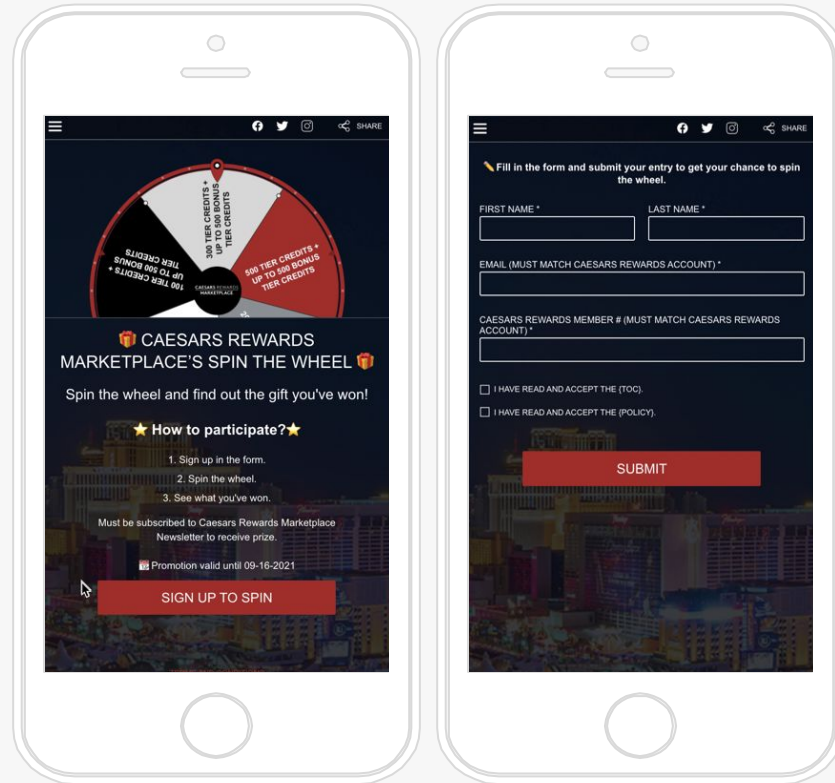 SHARE
300 TIER CREDITS +
UP TO 500 BONUS
TIER CREDITS
100 TIER CREDITS +
UP TO 500 BONUS
TIER CREDITS
500 TIER CREDITS +
UP TO 500 BONUS
TIER CREDITS
CAESARS REWARDS
MARKETPLACE
🎁 CAESARS REWARDS
MARKETPLACE'S SPIN THE WHEEL 🎁
Spin the wheel and find out the gift you've won!
⭐ How to participate?⭐
1. Sign up in the form.
2. Spin the wheel.
3. See what you've won.
Must be subscribed to Caesars Rewards Marketplace
Newsletter to receive prize.
📆 Promotion valid until 09-16-2021
SIGN UP TO SPIN
SHARE
✏️ Fill in the form and submit your entry to get your chance to spin
the wheel.
FIRST NAME *
LAST NAME *
EMAIL (MUST MATCH CAESARS REWARDS ACCOUNT) *
CAESARS REWARDS MEMBER # (MUST MATCH CAESARS REWARDS
ACCOUNT) *
I HAVE READ AND ACCEPT THE {TOC}.
I HAVE READ AND ACCEPT THE {POLICY}.
SUBMIT